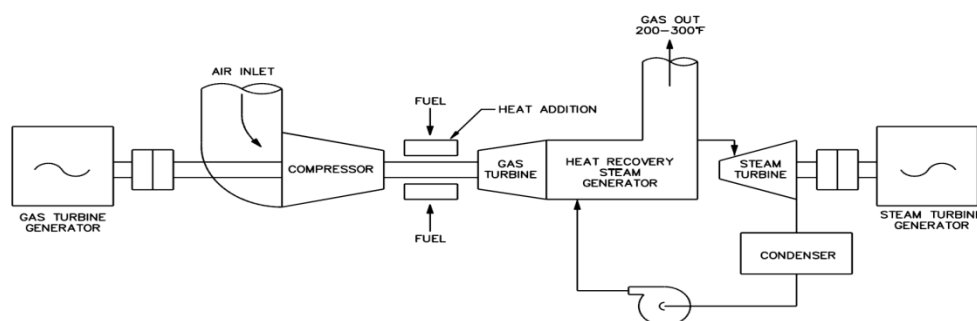 GAS OUT
200-300°F
AIR INLET
FUEL
HEAT ADDITION
COMPRESSOR
GAS
TURBINE
HEAT RECOVERY
STEAM
GENERATOR
STEAM
TURBINE
GAS TURBINE
GENERATOR
FUEL
STEAM TURBINE
GENERATOR
CONDENSER